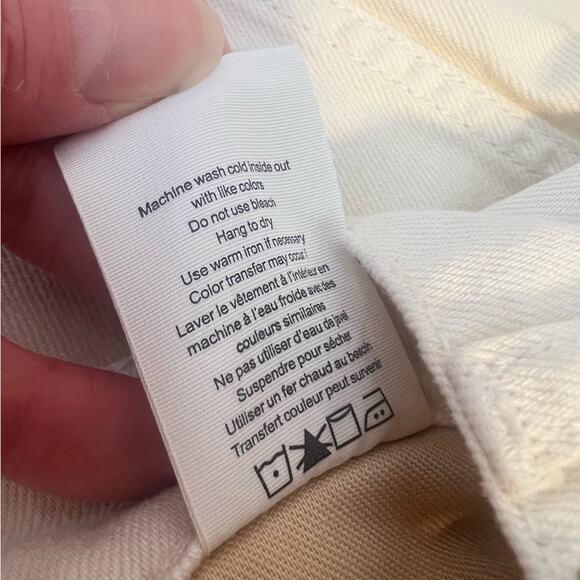 Machine wash cold inside out
with like colors
Do not use bleach
Hang to dry
Use warm iron if necessary
Color transfer may occur !
Laver le vêtement à l'intérieur en
machine à l'eau froide avec des
couleurs similaires
Ne pas utiliser d'eau de javel
Suspendre pour sécher
Utiliser un fer chaud au besoin
Transfert couleur peut survenir